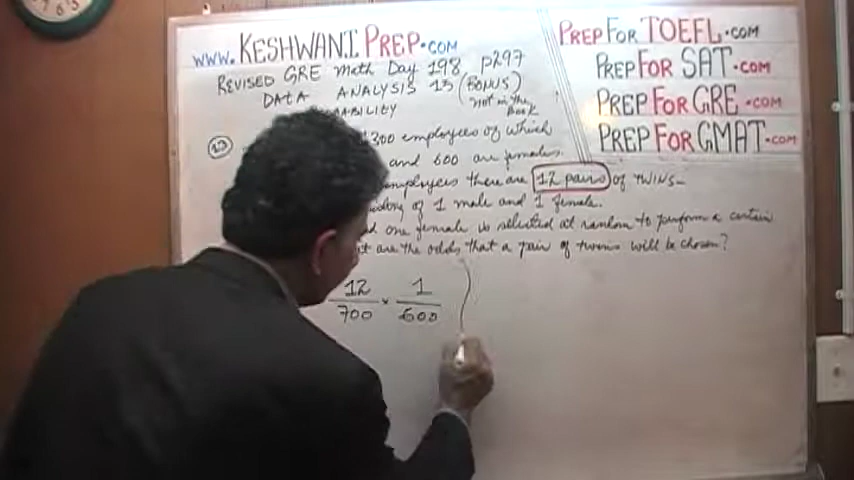 www.KESHWANIPREP.COM
REVISED GRE Math Day 198 p297
DATA ANALYSIS 13 (BONUS)
not in the
Book
ABILITY
1300 employees of which
and 600 are females.
employees there are 12 pairs of TWINS
of 1 male and 1 female.
one female is selected at random to perform a certain
are the odds that a pair of twins will be chosen?
12/700 × 1/600
PREP FOR TOEFL.COM
PREP FOR SAT.COM
PREP FOR GRE.COM
PREP FOR GMAT.COM